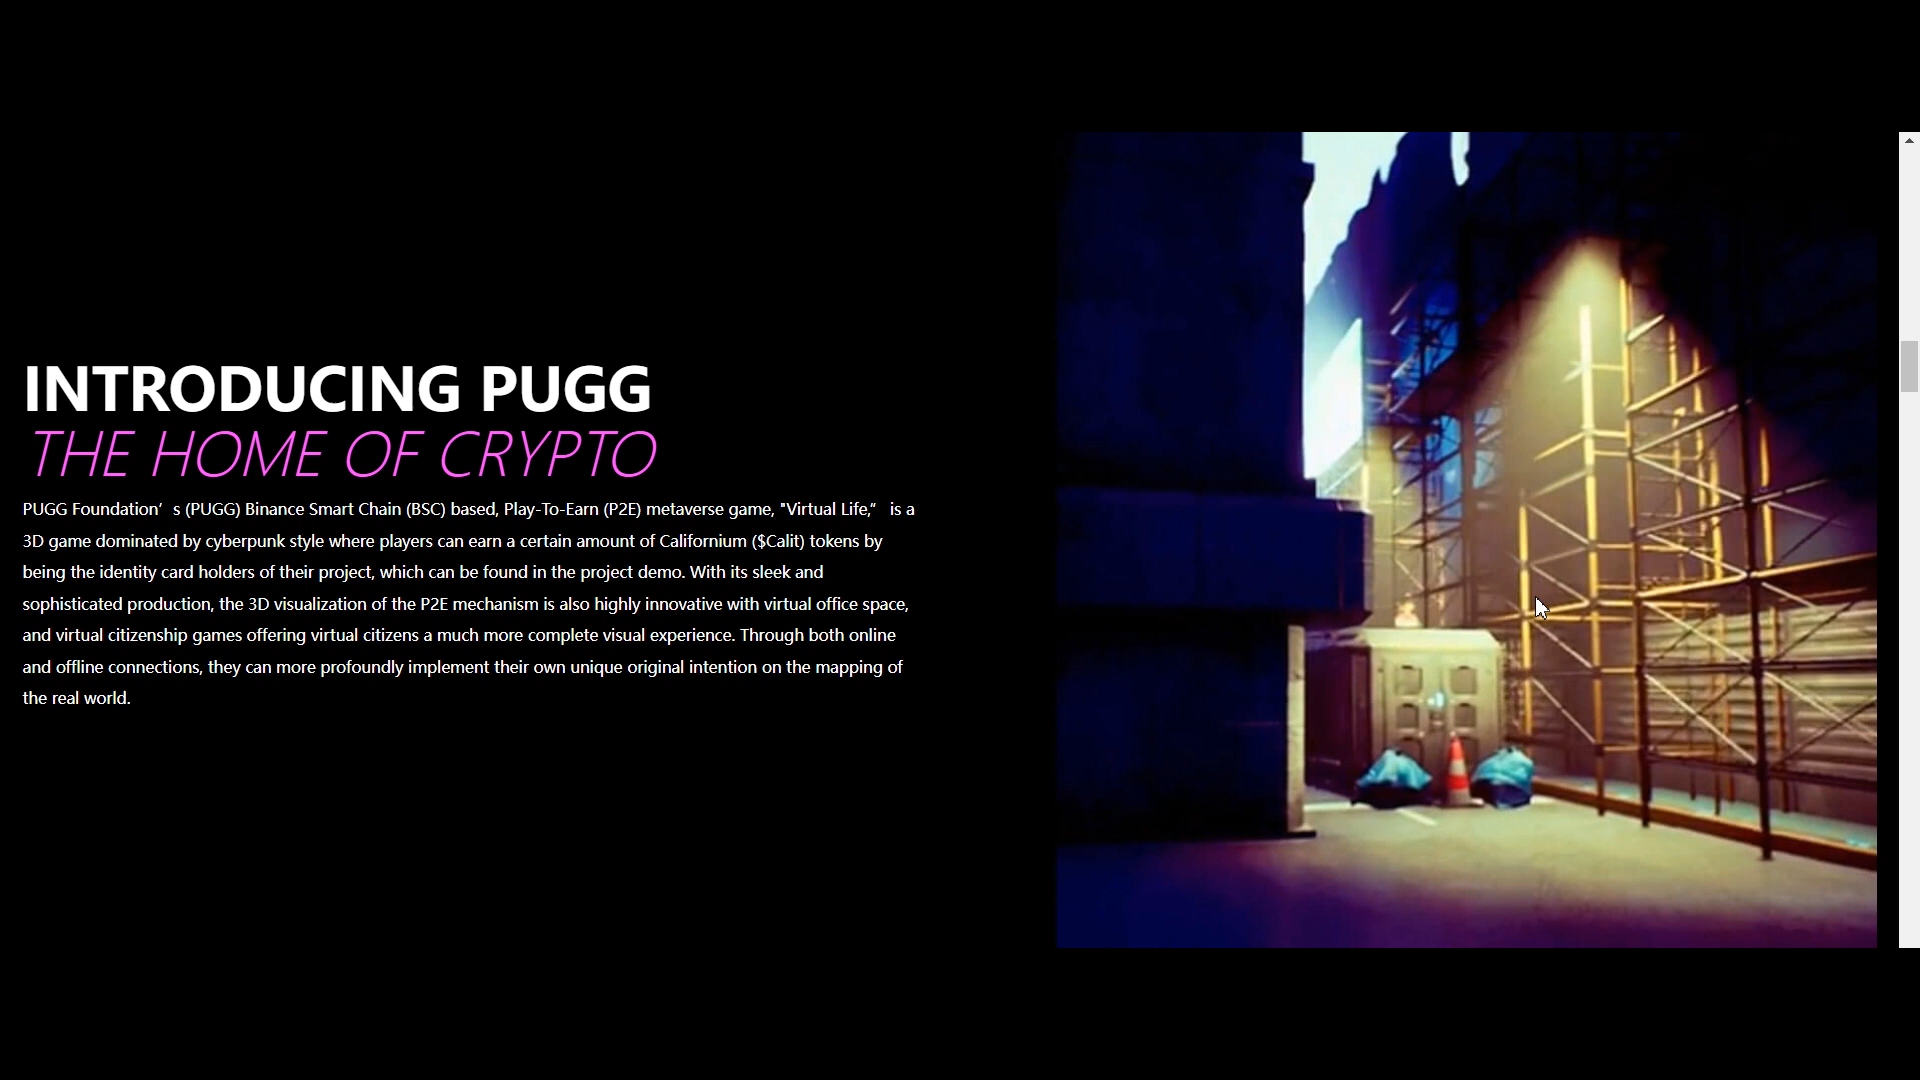 INTRODUCING PUGG
THE HOME OF CRYPTO
PUGG Foundation’s (PUGG) Binance Smart Chain (BSC) based, Play-To-Earn (P2E) metaverse game, "Virtual Life,“ is a
3D game dominated by cyberpunk style where players can earn a certain amount of Californium ($Calit) tokens by
being the identity card holders of their project, which can be found in the project demo. With its sleek and
sophisticated production, the 3D visualization of the P2E mechanism is also highly innovative with virtual office space,
and virtual citizenship games offering virtual citizens a much more complete visual experience. Through both online
and offline connections, they can more profoundly implement their own unique original intention on the mapping of
the real world.